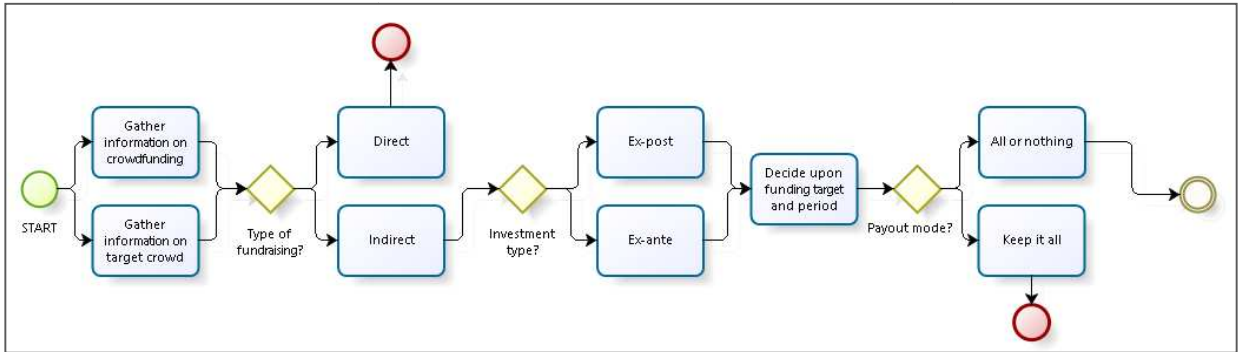 START
Gather
information on
crowdfunding
Gather
information on
target crowd
Type of
fundraising?
Direct
Indirect
Investment
type?
Ex-post
Ex-ante
Decide upon
funding target
and period
Payout mode?
All or nothing
Keep it all